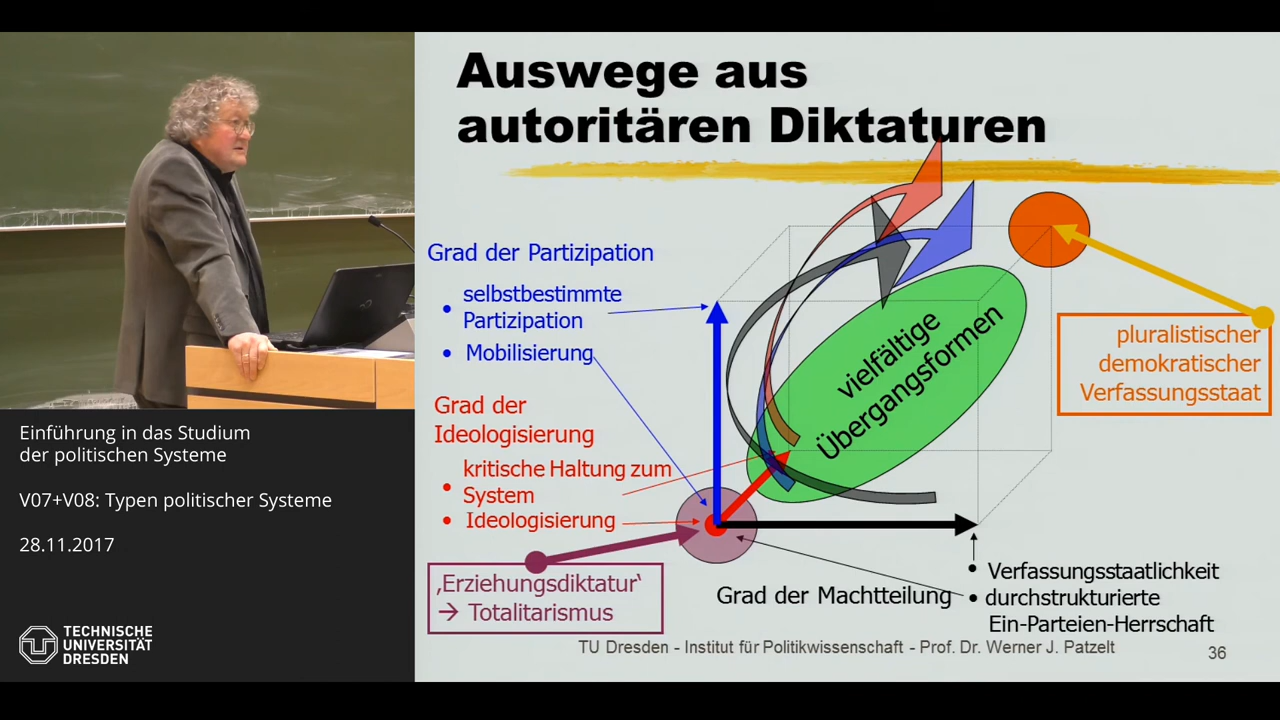 Auswege aus
autoritären Diktaturen
Grad der Partizipation
• selbstbestimmte
Partizipation
• Mobilisierung
Grad der
Ideologisierung
• kritische Haltung zum
System
• Ideologisierung
‚Erziehungsdiktatur‘
→ Totalitarismus
vielfältige
Übergangsformen
pluralistischer
demokratischer
Verfassungsstaat
Grad der Machtteilung
• Verfassungsstaatlichkeit
• durchstrukturierte
Ein-Parteien-Herrschaft
TU Dresden - Institut für Politikwissenschaft - Prof. Dr. Werner J. Patzelt
36
Einführung in das Studium
der politischen Systeme
V07+V08: Typen politischer Systeme
28.11.2017
TECHNISCHE
UNIVERSITÄT
DRESDEN